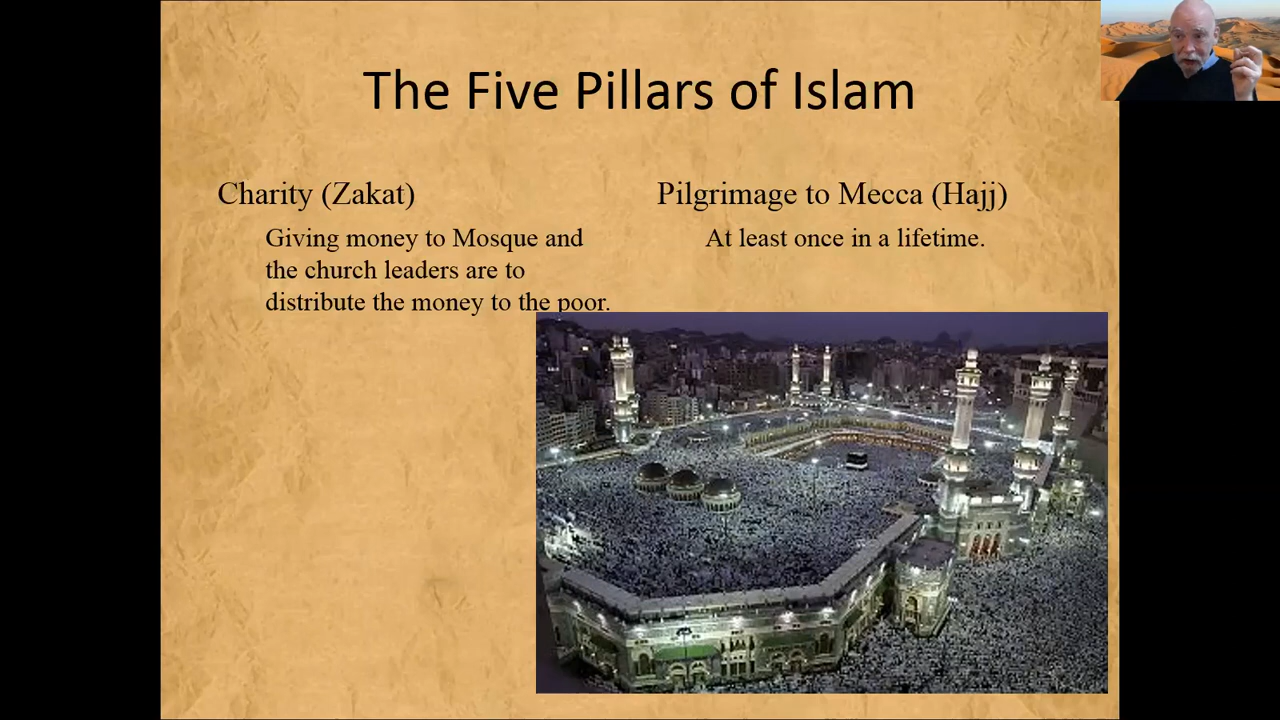 The Five Pillars of Islam
Charity (Zakat)
Giving money to Mosque and
the church leaders are to
distribute the money to the poor.
Pilgrimage to Mecca (Hajj)
At least once in a lifetime.